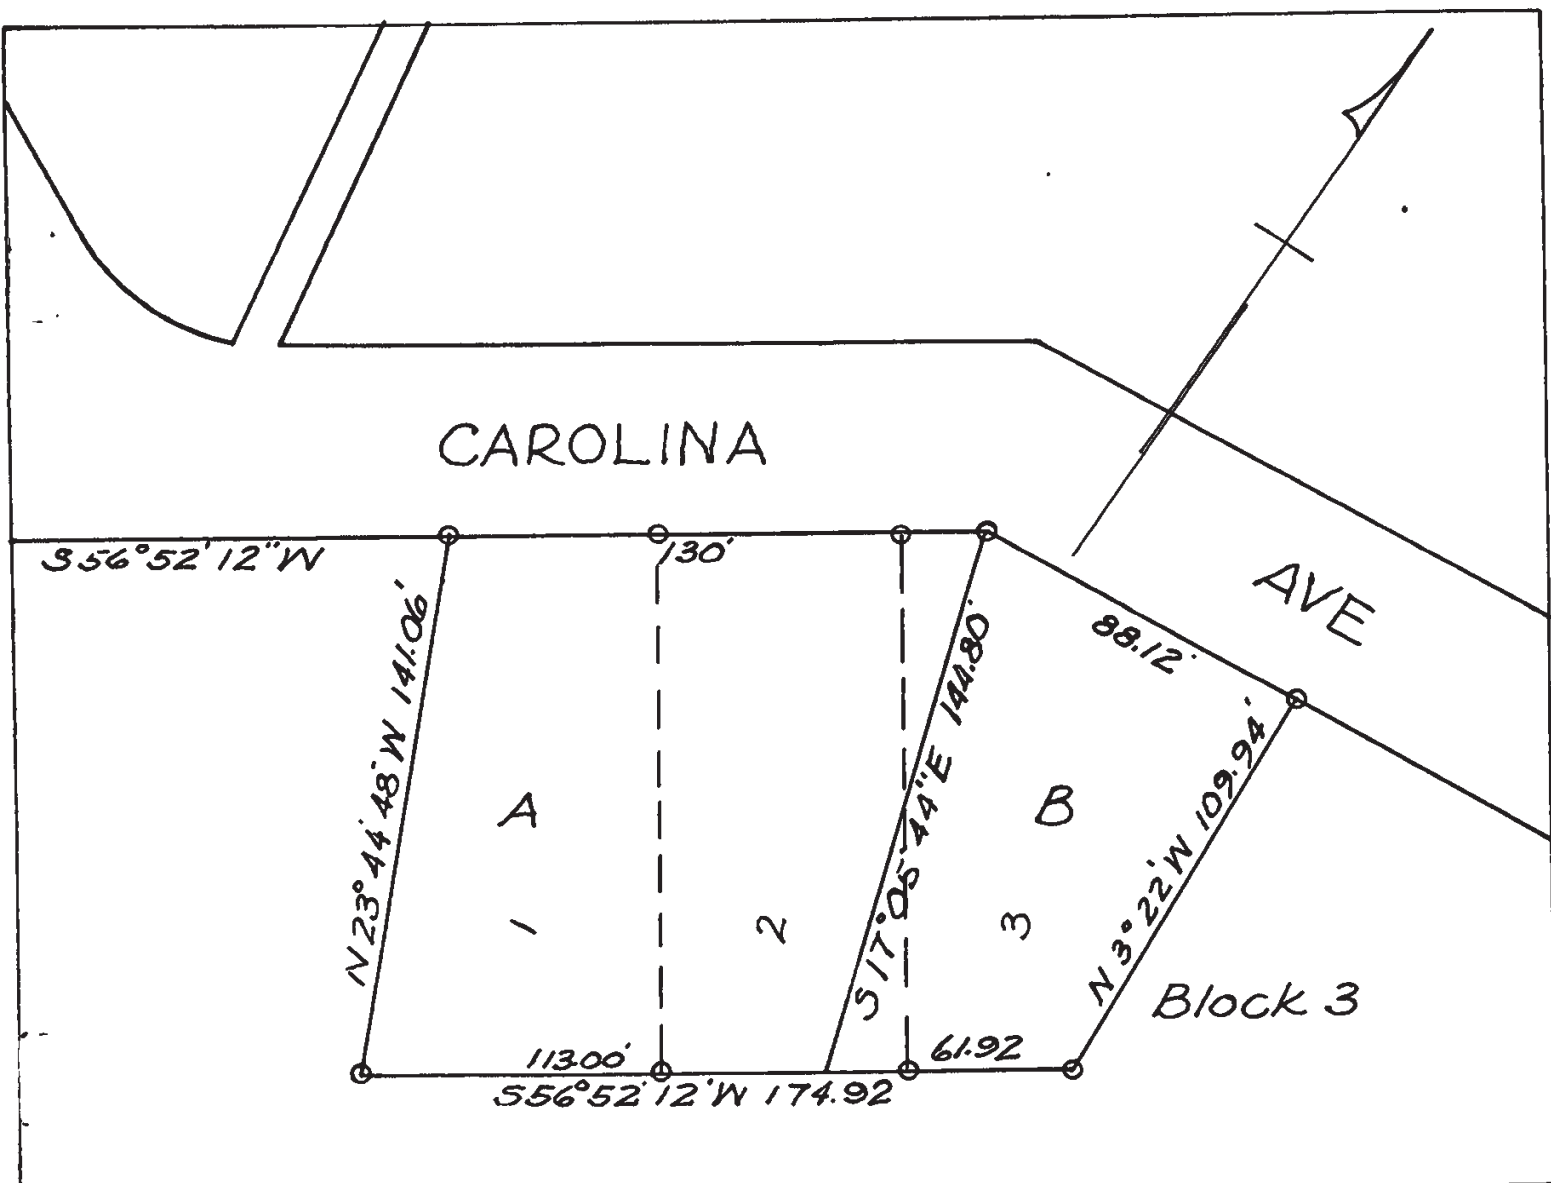 CAROLINA
S56°52'12"W
130'
AVE
88.12'
N23°44'48"W 141.06'
S17°05'44"E 144.80'
N 3°22'W 109.94'
A
B
1
2
3
Block 3
113.00'
61.92
S56°52'12"W 174.92